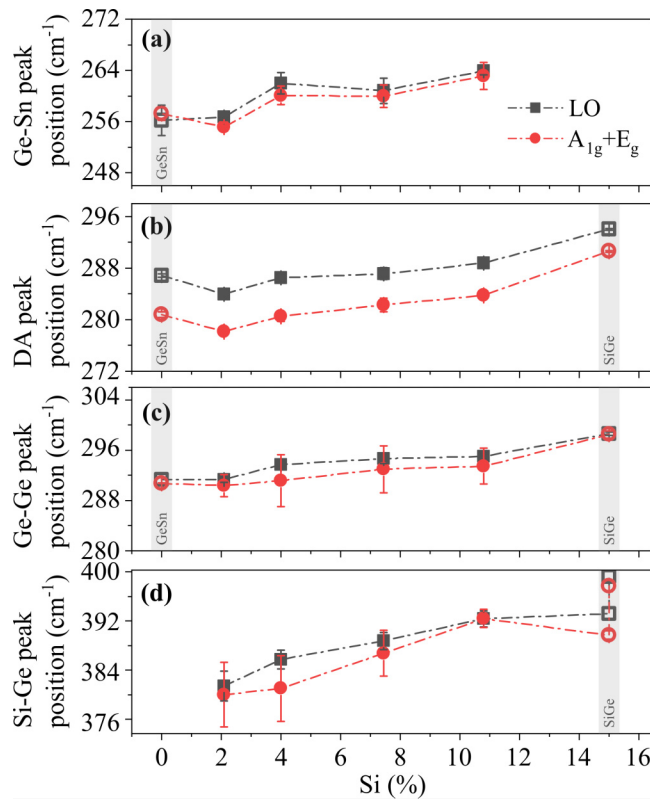 (a)
Ge-Sn peak
position (cm⁻¹)
272
264
256
248
GeSn
LO
A₁g+Eg
(b)
DA peak
position (cm⁻¹)
296
288
280
272
GeSn
SiGe
(c)
Ge-Ge peak
position (cm⁻¹)
304
296
288
280
GeSn
SiGe
(d)
Si-Ge peak
position (cm⁻¹)
400
392
384
376
SiGe
0 2 4 6 8 10 12 14 16
Si (%)